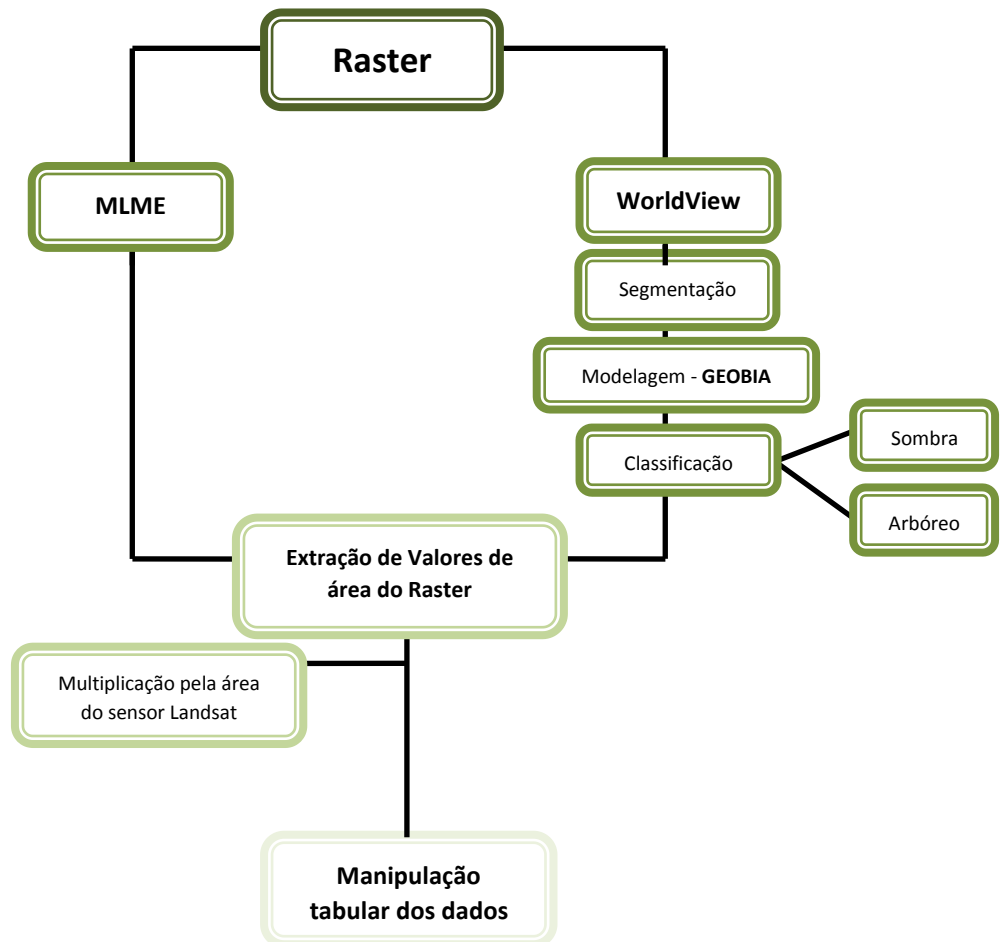 Raster
MLME
WorldView
Segmentação
Modelagem - GEOBIA
Classificação
Sombra
Arbóreo
Extração de Valores de
área do Raster
Multiplicação pela área
do sensor Landsat
Manipulação
tabular dos dados